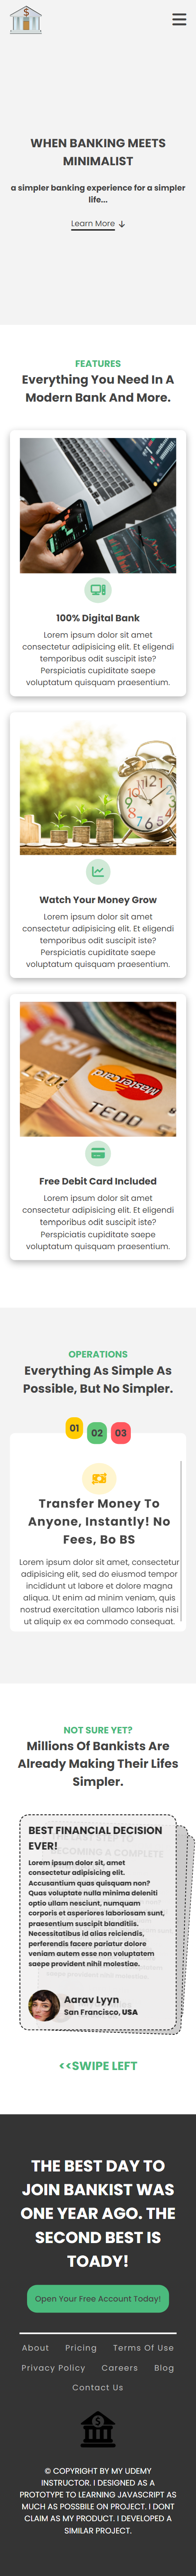 $
WHEN BANKING MEETS
MINIMALIST
a simpler banking experience for a simpler
life...
Learn More ↓
FEATURES
Everything You Need In A
Modern Bank And More.
100% Digital Bank
Lorem ipsum dolor sit amet
consectetur adipisicing elit. Et eligendi
temporibus odit suscipit iste?
Perspiciatis cupiditate saepe
voluptatum quisquam praesentium.
Watch Your Money Grow
Lorem ipsum dolor sit amet
consectetur adipisicing elit. Et eligendi
temporibus odit suscipit iste?
Perspiciatis cupiditate saepe
voluptatum quisquam praesentium.
MasterCard
Free Debit Card Included
Lorem ipsum dolor sit amet
consectetur adipisicing elit. Et eligendi
temporibus odit suscipit iste?
Perspiciatis cupiditate saepe
voluptatum quisquam praesentium.
OPERATIONS
Everything As Simple As
Possible, But No Simpler.
01 02 03
Transfer Money To
Anyone, Instantly! No
Fees, Bo BS
Lorem ipsum dolor sit amet, consectetur
adipisicing elit, sed do eiusmod tempor
incididunt ut labore et dolore magna
aliqua. Ut enim ad minim veniam, quis
nostrud exercitation ullamco laboris nisi
ut aliquip ex ea commodo consequat.
NOT SURE YET?
Millions Of Bankists Are
Already Making Their Lifes
Simpler.
BEST FINANCIAL DECISION
EVER!
Lorem ipsum dolor sit, amet
consectetur adipisicing elit.
Accusantium quas quisquam non?
Quas voluptate nulla minima deleniti
optio ullam nesciunt, numquam
corporis et asperiores laboriosam sunt,
praesentium suscipit blanditiis.
Necessitatibus id alias reiciendis,
perferendis facere pariatur dolore
veniam autem esse non voluptatem
saepe provident nihil molestiae.
Aarav Lyyn
San Francisco, USA
<<SWIPE LEFT
THE BEST DAY TO
JOIN BANKIST WAS
ONE YEAR AGO. THE
SECOND BEST IS
TOADY!
Open Your Free Account Today!
About Pricing Terms Of Use
Privacy Policy Careers Blog
Contact Us
$
© COPYRIGHT BY MY UDEMY
INSTRUCTOR. I DESIGNED AS A
PROTOTYPE TO LEARNING JAVASCRIPT AS
MUCH AS POSSBILE ON PROJECT. I DONT
CLAIM AS MY PRODUCT. I DEVELOPED A
SIMILAR PROJECT.